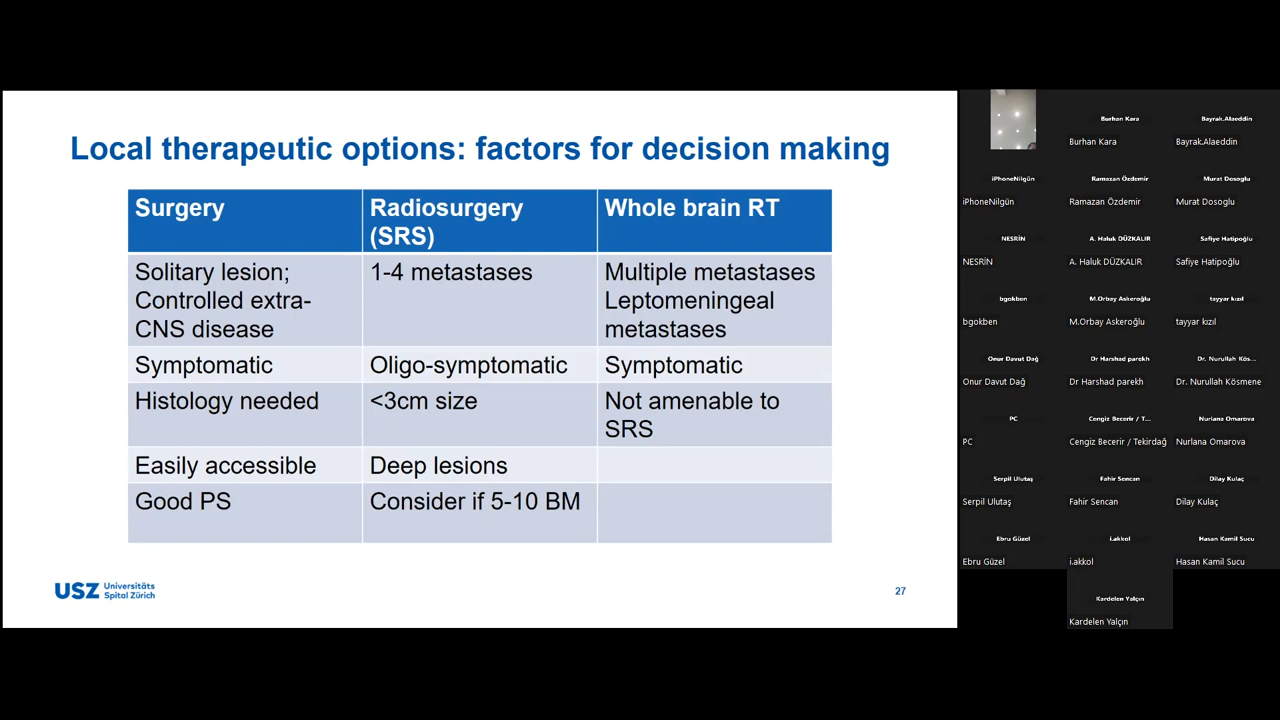 Local therapeutic options: factors for decision making
Surgery
Radiosurgery
(SRS)
Whole brain RT
Solitary lesion;
Controlled extra-
CNS disease
1-4 metastases
Multiple metastases
Leptomeningeal
metastases
Symptomatic
Oligo-symptomatic
Symptomatic
Histology needed
<3cm size
Not amenable to
SRS
Easily accessible
Deep lesions
Good PS
Consider if 5-10 BM
USZ Universitäts
Spital Zürich
27
Burhan Kara
Burhan Kara
Bayrak.Alaeddin
Bayrak.Alaeddin
iPhoneNilgün
iPhoneNilgün
Ramazan Özdemir
Ramazan Özdemir
Murat Dosoglu
Murat Dosoglu
NESRİN
NESRİN
A. Haluk DÜZKALIR
A. Haluk DÜZKALIR
Safiye Hatipoğlu
Safiye Hatipoğlu
bgokben
bgokben
M.Orbay Askeroğlu
M.Orbay Askeroğlu
tayyar kızıl
tayyar kızıl
Onur Davut Dağ
Onur Davut Dağ
Dr Harshad parekh
Dr Harshad parekh
Dr. Nurullah Kös...
Dr. Nurullah Kösmene
PC
PC
Cengiz Becerir / T...
Cengiz Becerir / Tekirdağ
Nurlana Omarova
Nurlana Omarova
Serpil Ulutaş
Serpil Ulutaş
Fahir Sencan
Fahir Sencan
Dilay Kulaç
Dilay Kulaç
Ebru Güzel
Ebru Güzel
i.akkol
i.akkol
Hasan Kamil Sucu
Hasan Kamil Sucu
Kardelen Yalçın
Kardelen Yalçın